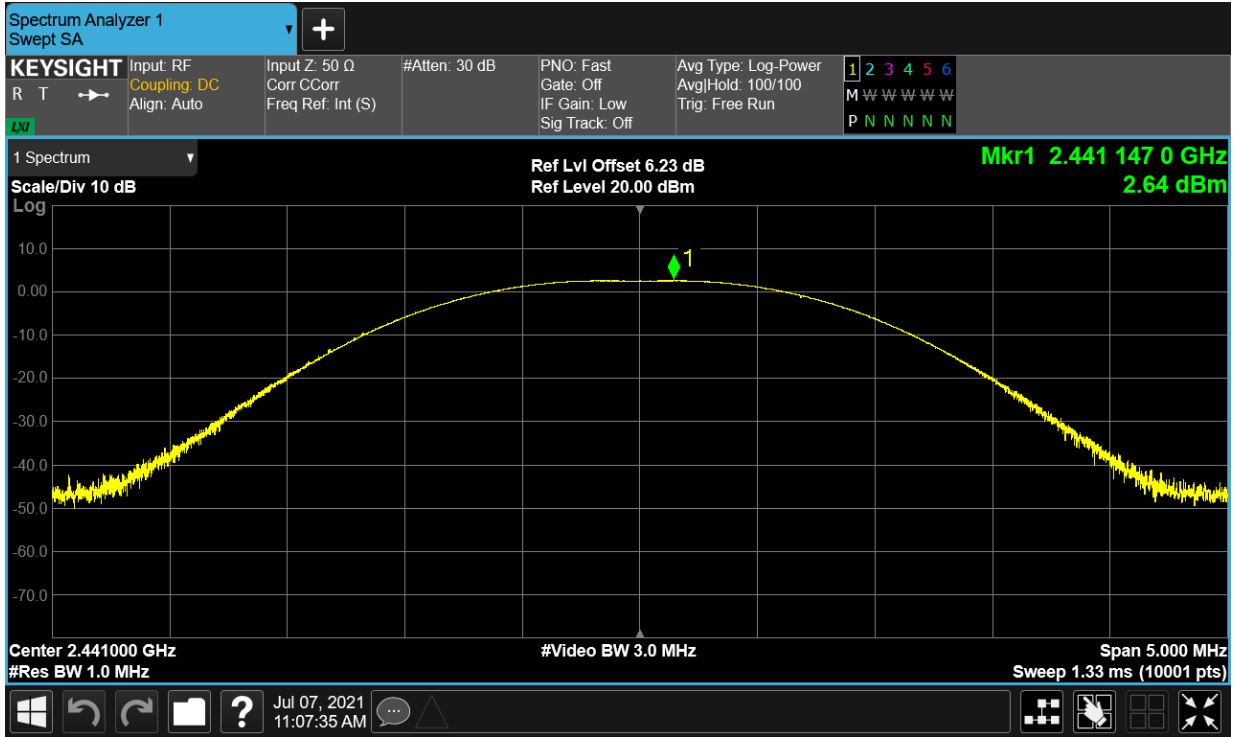 Spectrum Analyzer 1
Swept SA
KEYSIGHT
R T
LXI
Input: RF
Coupling: DC
Align: Auto
Input Z: 50 Ω
Corr CCorr
Freq Ref: Int (S)
#Atten: 30 dB
PNO: Fast
Gate: Off
IF Gain: Low
Sig Track: Off
Avg Type: Log-Power
Avg|Hold: 100/100
Trig: Free Run
1 2 3 4 5 6
M W W W W W
P N N N N N
1 Spectrum
Scale/Div 10 dB
Log
Ref Lvl Offset 6.23 dB
Ref Level 20.00 dBm
Mkr1 2.441 147 0 GHz
2.64 dBm
1
10.0
0.00
-10.0
-20.0
-30.0
-40.0
-50.0
-60.0
-70.0
Center 2.441000 GHz
#Res BW 1.0 MHz
#Video BW 3.0 MHz
Span 5.000 MHz
Sweep 1.33 ms (10001 pts)
?
Jul 07, 2021
11:07:35 AM